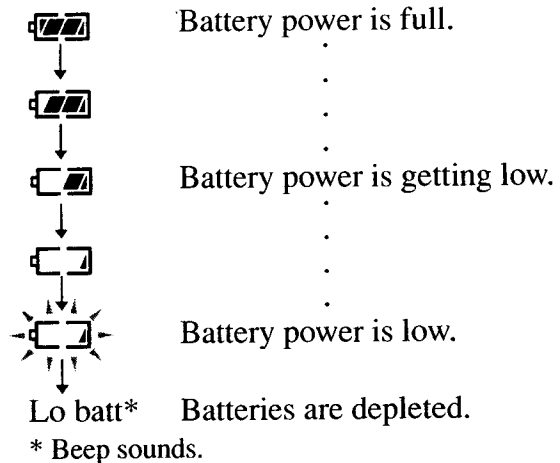 Battery power is full.
Battery power is getting low.
Battery power is low.
Lo batt* Batteries are depleted.
* Beep sounds.